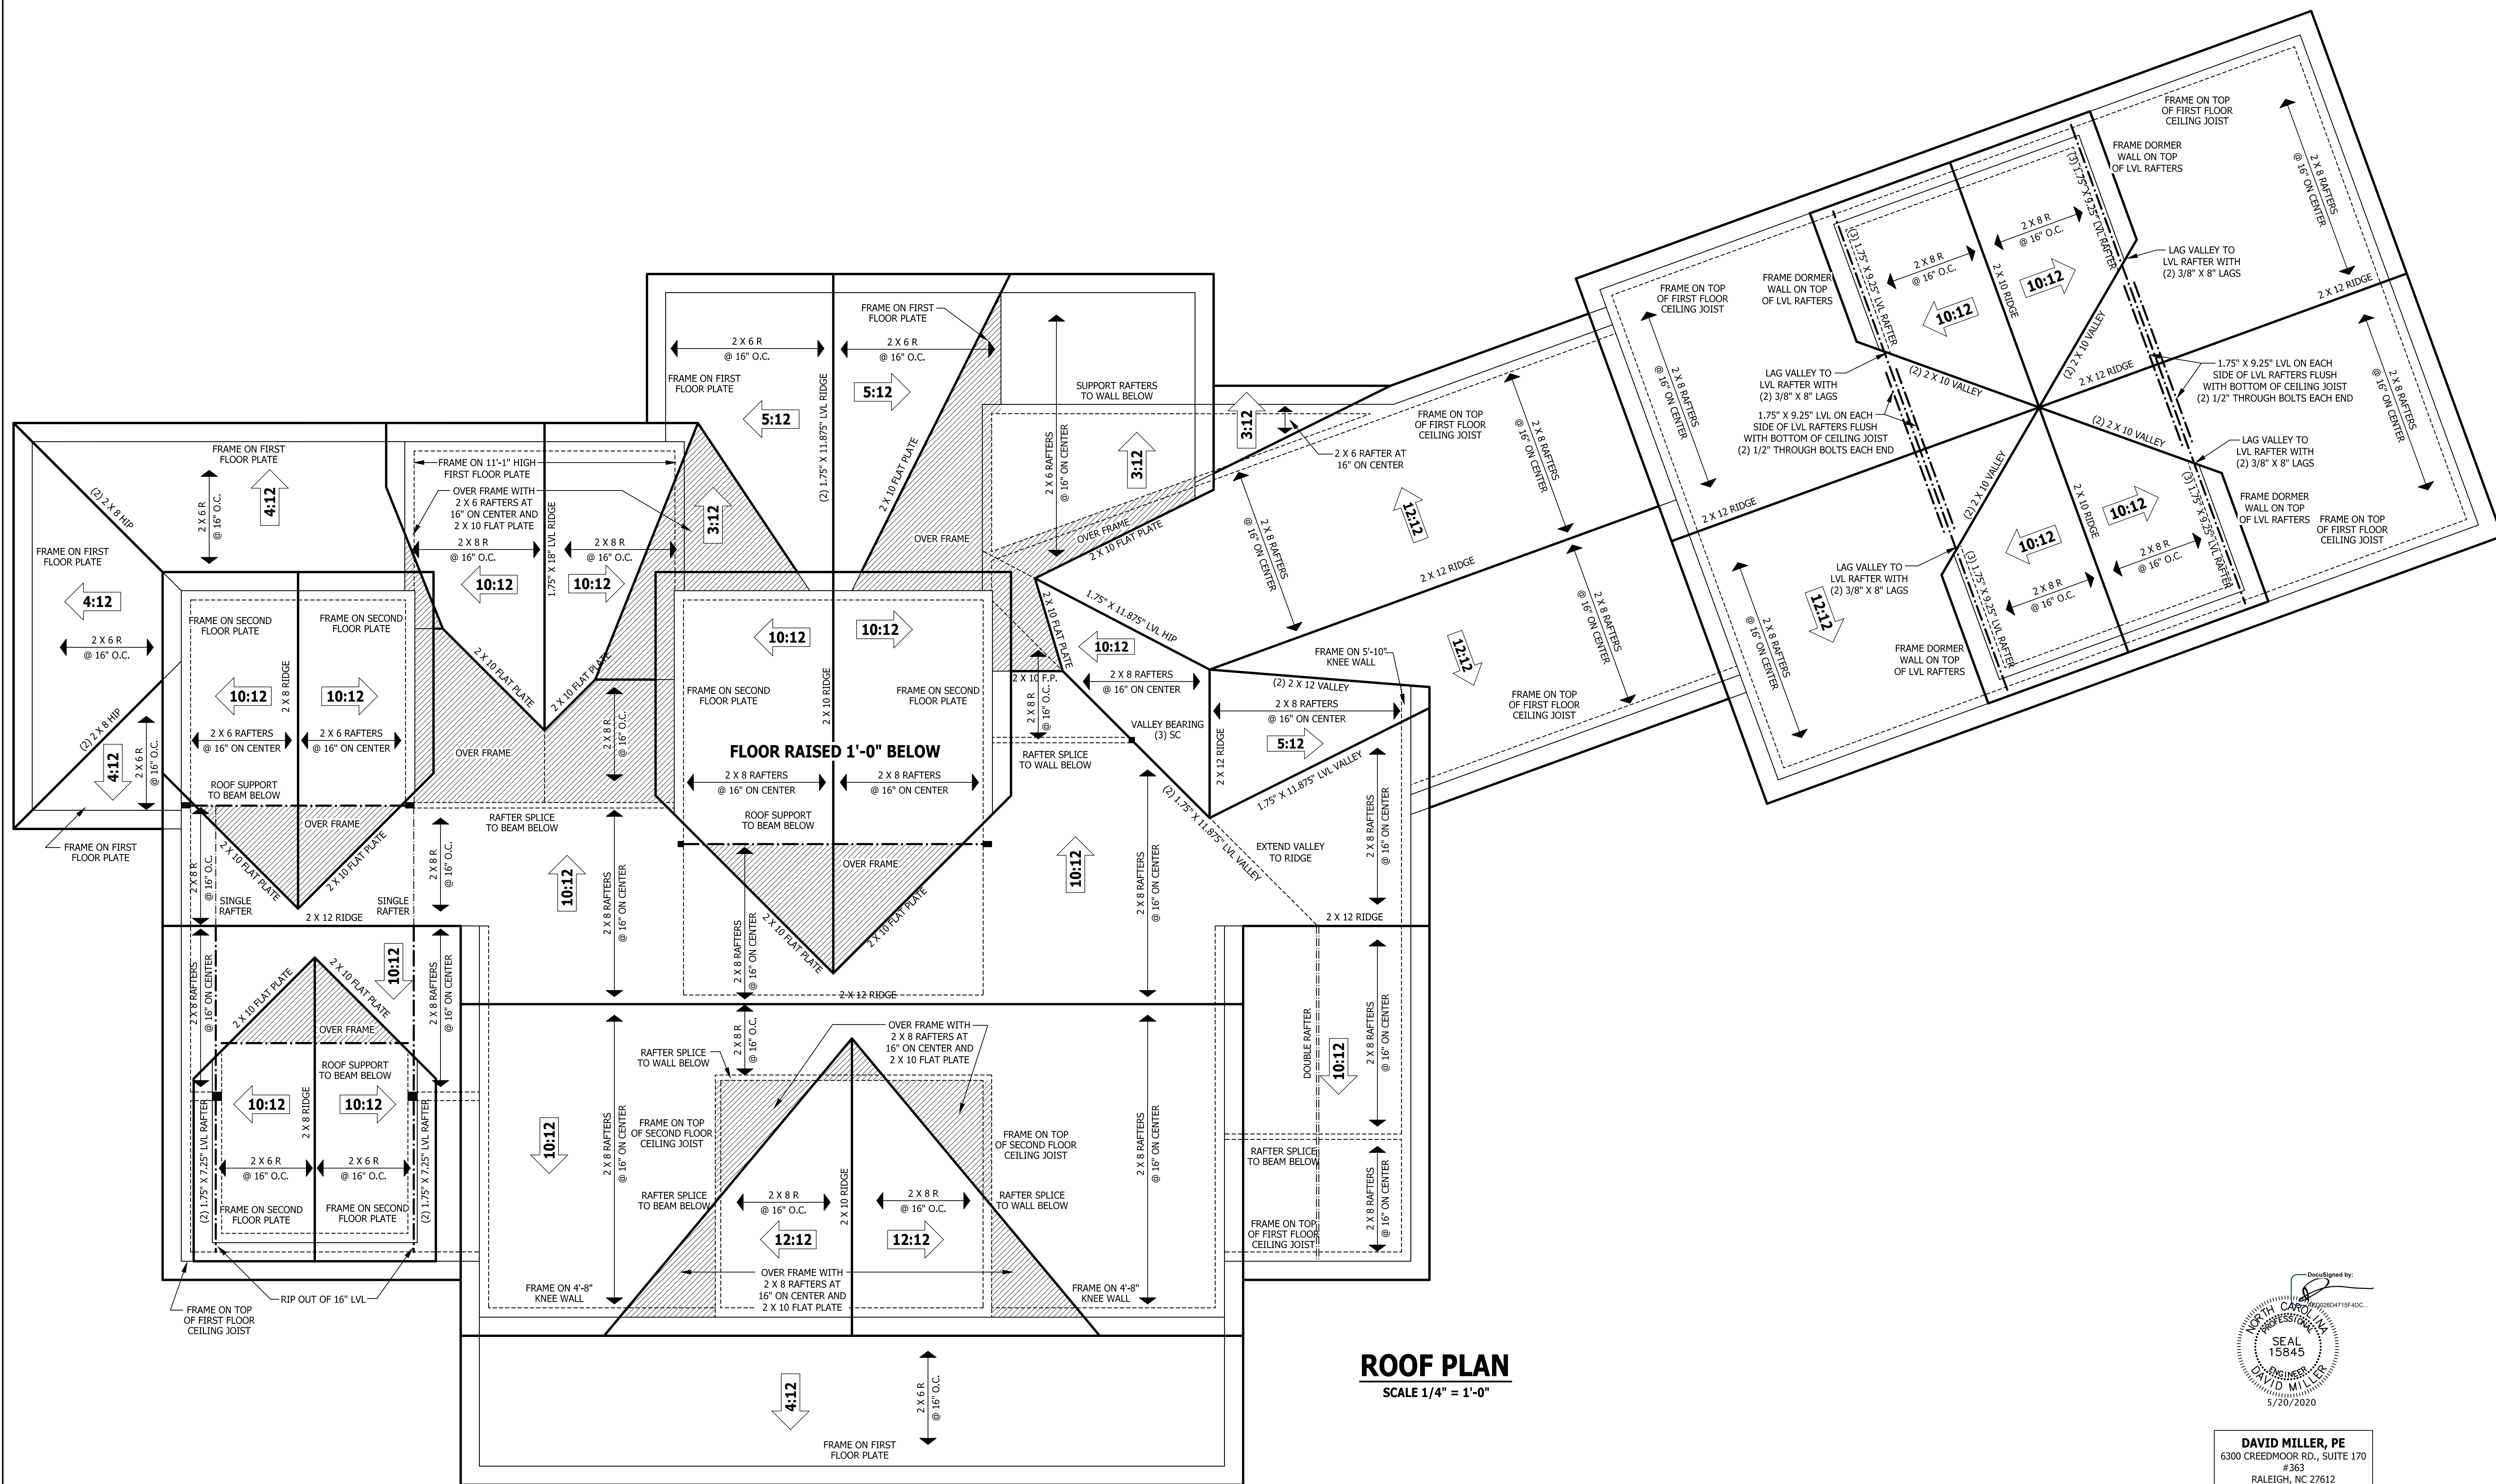 FRAME ON TOP
OF FIRST FLOOR
CEILING JOIST
FRAME DORMER
WALL ON TOP
OF LVL RAFTERS
(3) 1.75" X 9.25" LVL RAFTER
2 X 8 RAFTERS
@ 16" ON CENTER
2 X 8 R
@ 16" O.C.
2 X 8 R
@ 16" O.C.
10:12
10:12
2 X 10 RIDGE
(3) 1.75" X 9.25" LVL RAFTER
LAG VALLEY TO
LVL RAFTER WITH
(2) 3/8" X 8" LAGS
2 X 12 RIDGE
FRAME DORMER
WALL ON TOP
OF LVL RAFTERS
FRAME ON TOP
OF FIRST FLOOR
CEILING JOIST
(2) 2 X 10 VALLEY
2 X 12 RIDGE
1.75" X 9.25" LVL ON EACH
SIDE OF LVL RAFTERS FLUSH
WITH BOTTOM OF CEILING JOIST
(2) 1/2" THROUGH BOLTS EACH END
2 X 8 RAFTERS
@ 16" ON CENTER
LAG VALLEY TO
LVL RAFTER WITH
(2) 3/8" X 8" LAGS
(2) 2 X 10 VALLEY
1.75" X 9.25" LVL ON EACH
SIDE OF LVL RAFTERS FLUSH
WITH BOTTOM OF CEILING JOIST
(2) 1/2" THROUGH BOLTS EACH END
2 X 8 RAFTERS
@ 16" ON CENTER
(2) 2 X 10 VALLEY
LAG VALLEY TO
LVL RAFTER WITH
(2) 3/8" X 8" LAGS
(2) 2 X 10 VALLEY
2 X 12 RIDGE
2 X 10 RIDGE
(3) 1.75" X 9.25" LVL RAFTER
FRAME DORMER
WALL ON TOP
OF LVL RAFTERS
FRAME ON TOP
OF FIRST FLOOR
CEILING JOIST
10:12
10:12
2 X 8 R
@ 16" O.C.
2 X 8 R
@ 16" O.C.
LAG VALLEY TO
LVL RAFTER WITH
(2) 3/8" X 8" LAGS
(3) 1.75" X 9.25" LVL RAFTER
12:12
2 X 8 RAFTERS
@ 16" ON CENTER
FRAME DORMER
WALL ON TOP
OF LVL RAFTERS
FRAME ON FIRST
FLOOR PLATE
2 X 6 R
@ 16" O.C.
2 X 6 R
@ 16" O.C.
FRAME ON FIRST
FLOOR PLATE
5:12
5:12
(2) 1.75" X 11.875" LVL RIDGE
2 X 10 FLAT PLATE
OVER FRAME
SUPPORT RAFTERS
TO WALL BELOW
2 X 6 RAFTERS
@ 16" ON CENTER
3:12
3:12
2 X 6 RAFTER AT
16" ON CENTER
FRAME ON TOP
OF FIRST FLOOR
CEILING JOIST
2 X 8 RAFTERS
@ 16" ON CENTER
12:12
OVER FRAME
2 X 10 FLAT PLATE
2 X 8 RAFTERS
@ 16" ON CENTER
2 X 12 RIDGE
2 X 8 RAFTERS
@ 16" ON CENTER
12:12
FRAME ON TOP
OF FIRST FLOOR
CEILING JOIST
FRAME ON FIRST
FLOOR PLATE
(2) 2 X 8 HIP
2 X 6 R
@ 16" O.C.
4:12
FRAME ON 11'-1" HIGH
FIRST FLOOR PLATE
OVER FRAME WITH
2 X 6 RAFTERS AT
16" ON CENTER AND
2 X 10 FLAT PLATE
2 X 8 R
@ 16" O.C.
2 X 8 R
@ 16" O.C.
10:12
10:12
1.75" X 18" LVL RIDGE
3:12
FRAME ON FIRST
FLOOR PLATE
4:12
2 X 6 R
@ 16" O.C.
(2) 2 X 8 HIP
4:12
2 X 6 R
@ 16" O.C.
FRAME ON FIRST
FLOOR PLATE
FRAME ON SECOND
FLOOR PLATE
FRAME ON SECOND
FLOOR PLATE
2 X 8 RIDGE
10:12
10:12
2 X 6 RAFTERS
@ 16" ON CENTER
2 X 6 RAFTERS
@ 16" ON CENTER
ROOF SUPPORT
TO BEAM BELOW
OVER FRAME
2 X 10 FLAT PLATE
2 X 10 FLAT PLATE
2 X 10 FLAT PLATE
2 X 10 FLAT PLATE
OVER FRAME
2 X 8 R
@ 16" O.C.
RAFTER SPLICE
TO BEAM BELOW
10:12
10:12
2 X 10 RIDGE
FRAME ON SECOND
FLOOR PLATE
FRAME ON SECOND
FLOOR PLATE
FLOOR RAISED 1'-0" BELOW
2 X 8 RAFTERS
@ 16" ON CENTER
2 X 8 RAFTERS
@ 16" ON CENTER
ROOF SUPPORT
TO BEAM BELOW
OVER FRAME
2 X 10 FLAT PLATE
2 X 10 FLAT PLATE
2 X 8 RAFTERS
@ 16" ON CENTER
2 X 10 FLAT PLATE
2 X 10 F.P.
2 X 8 R
@ 16" O.C.
RAFTER SPLICE
TO WALL BELOW
1.75" X 11.875" LVL HIP
10:12
2 X 8 RAFTERS
@ 16" ON CENTER
VALLEY BEARING
(3) SC
FRAME ON 5'-10"
KNEE WALL
(2) 2 X 12 VALLEY
2 X 8 RAFTERS
@ 16" ON CENTER
5:12
2 X 12 RIDGE
1.75" X 11.875" LVL VALLEY
(2) 1.75" X 11.875" LVL VALLEY
EXTEND VALLEY
TO RIDGE
2 X 8 RAFTERS
@ 16" ON CENTER
2 X 12 RIDGE
10:12
2 X 8 RAFTERS
@ 16" ON CENTER
2 X 8 RAFTERS
@ 16" ON CENTER
10:12
2 X 8 R
@ 16" O.C.
2 X 8 R
@ 16" O.C.
SINGLE
RAFTER
2 X 12 RIDGE
SINGLE
RAFTER
2 X 8 RAFTERS
@ 16" ON CENTER
10:12
2 X 8 RAFTERS
@ 16" ON CENTER
2 X 10 FLAT PLATE
2 X 10 FLAT PLATE
OVER FRAME
ROOF SUPPORT
TO BEAM BELOW
10:12
10:12
2 X 8 RIDGE
2 X 6 R
@ 16" O.C.
2 X 6 R
@ 16" O.C.
(2) 1.75" X 7.25" LVL RAFTER
(2) 1.75" X 7.25" LVL RAFTER
FRAME ON SECOND
FLOOR PLATE
FRAME ON SECOND
FLOOR PLATE
RIP OUT OF 16" LVL
FRAME ON TOP
OF FIRST FLOOR
CEILING JOIST
2 X 12 RIDGE
2 X 8 R
@ 16" O.C.
RAFTER SPLICE
TO WALL BELOW
OVER FRAME WITH
2 X 8 RAFTERS AT
16" ON CENTER AND
2 X 10 FLAT PLATE
10:12
2 X 8 RAFTERS
@ 16" ON CENTER
FRAME ON TOP
OF SECOND FLOOR
CEILING JOIST
FRAME ON TOP
OF SECOND FLOOR
CEILING JOIST
2 X 8 RAFTERS
@ 16" ON CENTER
RAFTER SPLICE
TO BEAM BELOW
2 X 8 R
@ 16" O.C.
2 X 10 RIDGE
2 X 8 R
@ 16" O.C.
RAFTER SPLICE
TO WALL BELOW
12:12
12:12
OVER FRAME WITH
2 X 8 RAFTERS AT
16" ON CENTER AND
2 X 10 FLAT PLATE
FRAME ON 4'-8"
KNEE WALL
FRAME ON 4'-8"
KNEE WALL
DOUBLE RAFTER
10:12
2 X 8 RAFTERS
@ 16" ON CENTER
RAFTER SPLICE
TO BEAM BELOW
2 X 8 RAFTERS
@ 16" ON CENTER
FRAME ON TOP
OF FIRST FLOOR
CEILING JOIST
4:12
2 X 6 R
@ 16" O.C.
FRAME ON FIRST
FLOOR PLATE
ROOF PLAN
SCALE 1/4" = 1'-0"
DocuSigned by:
NORTH CAROLINA
PROFESSIONAL
SEAL
15845
ENGINEER
DAVID MILLER
5/20/2020
DAVID MILLER, PE
6300 CREEDMOOR RD., SUITE 170
#363
RALEIGH, NC 27612